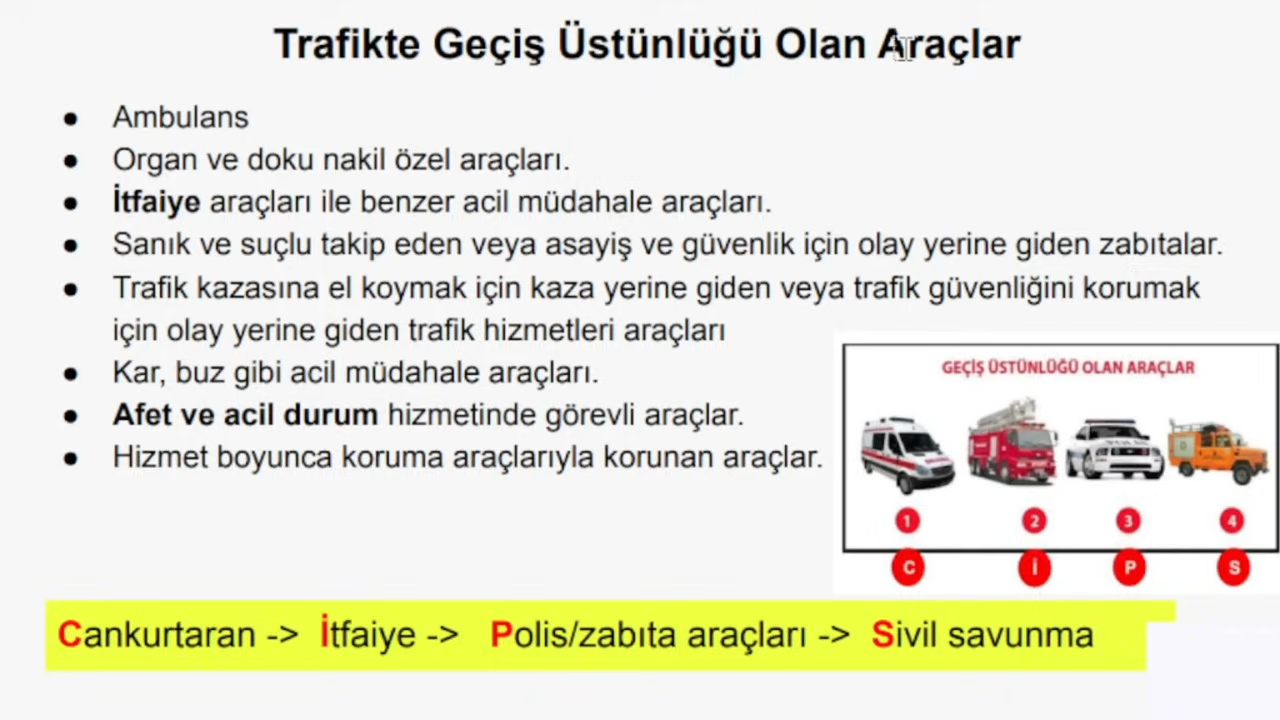 Trafikte Geçiş Üstünlüğü Olan Araçlar
● Ambulans
● Organ ve doku nakil özel araçları.
● İtfaiye araçları ile benzer acil müdahale araçları.
● Sanık ve suçlu takip eden veya asayiş ve güvenlik için olay yerine giden zabıtalar.
● Trafik kazasına el koymak için kaza yerine giden veya trafik güvenliğini korumak
için olay yerine giden trafik hizmetleri araçları
● Kar, buz gibi acil müdahale araçları.
● Afet ve acil durum hizmetinde görevli araçlar.
● Hizmet boyunca koruma araçlarıyla korunan araçlar.
GEÇİŞ ÜSTÜNLÜĞÜ OLAN ARAÇLAR
1 2 3 4
C İ P S
Cankurtaran -> İtfaiye -> Polis/zabıta araçları -> Sivil savunma